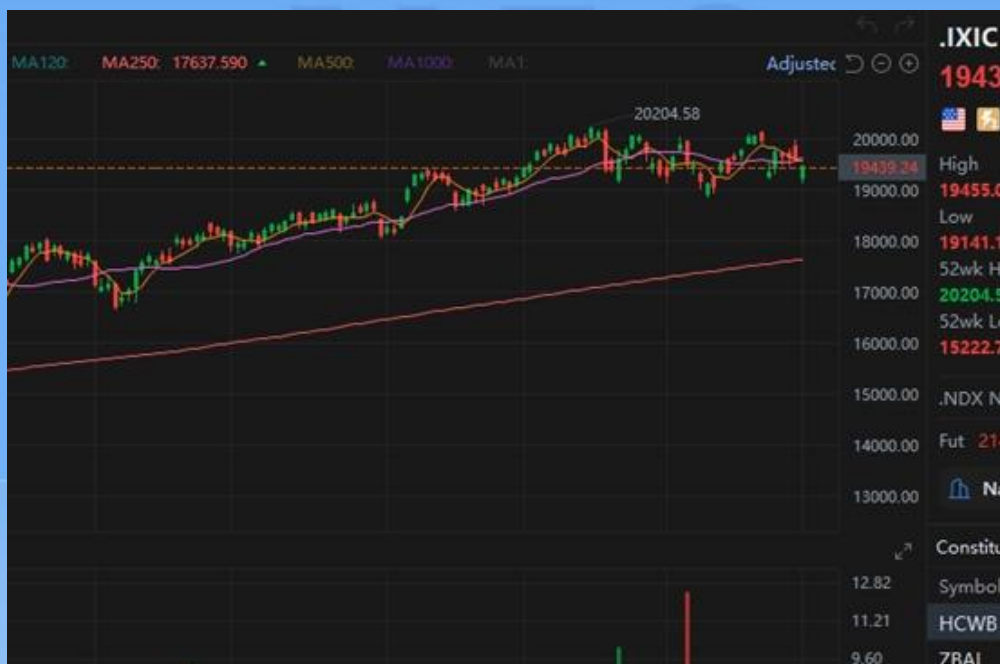 MA120: MA250: 17637.590 MA500: MA1000: MA1:
Adjusted
20204.58
20000.00
19439.24
19000.00
18000.00
17000.00
16000.00
15000.00
14000.00
13000.00
12.82
11.21
9.60
.IXIC
1943
High
19455.0
Low
19141.1
52wk H
20204.5
52wk L
15222.7
.NDX N
Fut 21
Na
Constitu
Symbol
HCWB
ZBAI